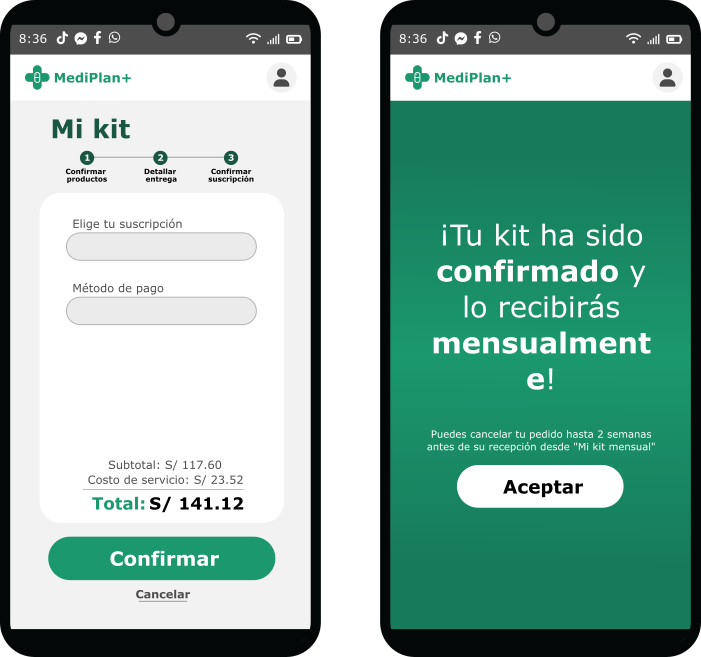 8:36
MediPlan+
Mi kit
1 2 3
Confirmar productos
Detallar entrega
Confirmar suscripción
Elige tu suscripción
Método de pago
Subtotal: S/ 117.60
Costo de servicio: S/ 23.52
Total: S/ 141.12
Confirmar
Cancelar
8:36
MediPlan+
¡Tu kit ha sido
confirmado y
lo recibirás
mensualment
e!
Puedes cancelar tu pedido hasta 2 semanas
antes de su recepción desde "Mi kit mensual"
Aceptar